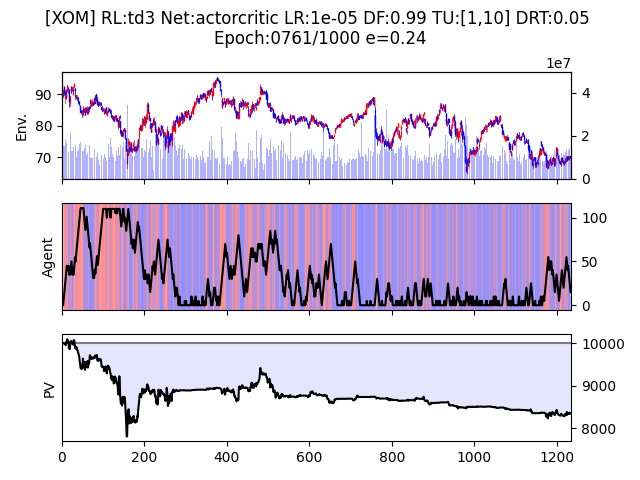 [XOM] RL:td3 Net:actorcritic LR:1e-05 DF:0.99 TU:[1,10] DRT:0.05
Epoch:0761/1000 e=0.24
1e7
90
80
70
Env.
4
2
0
Agent
100
50
0
PV
10000
9000
8000
0 200 400 600 800 1000 1200